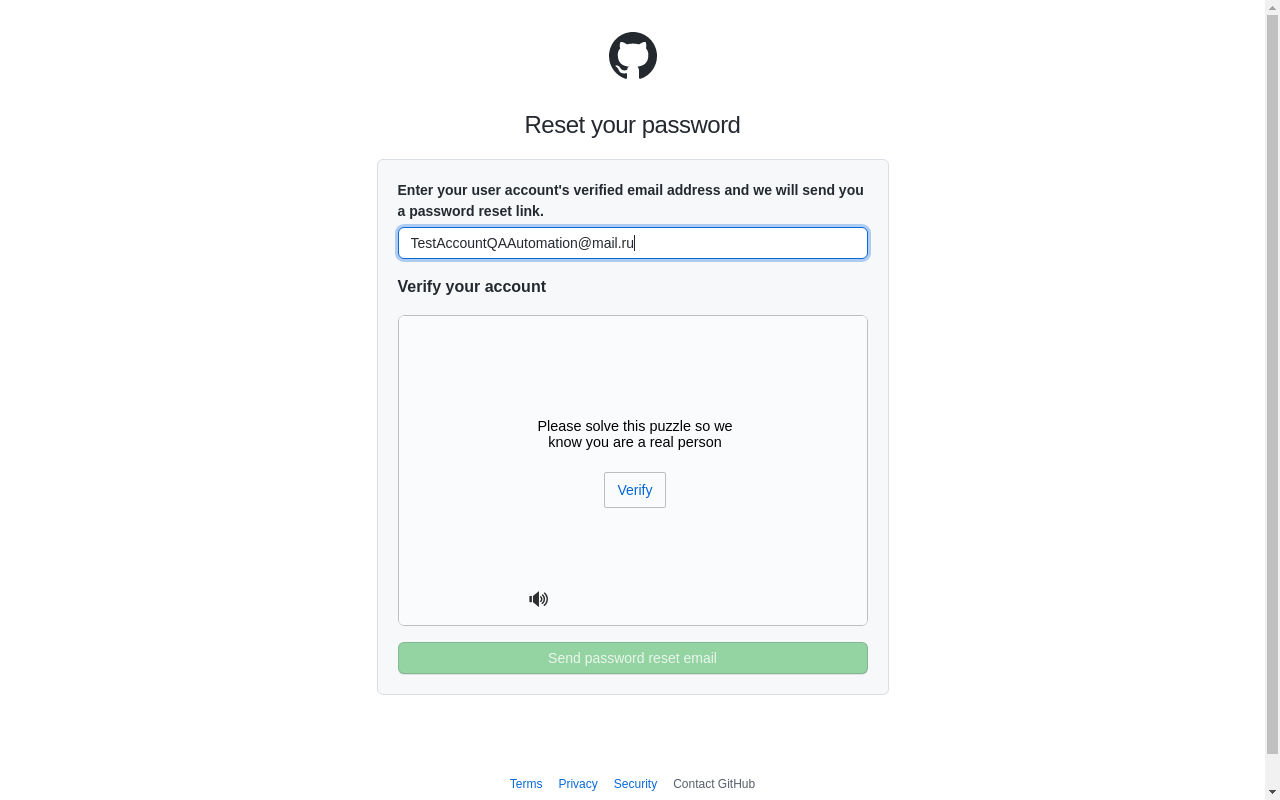 Reset your password
Enter your user account's verified email address and we will send you
a password reset link.
TestAccountQAAutomation@mail.ru
Verify your account
Please solve this puzzle so we
know you are a real person
Verify
Send password reset email
Terms Privacy Security Contact GitHub